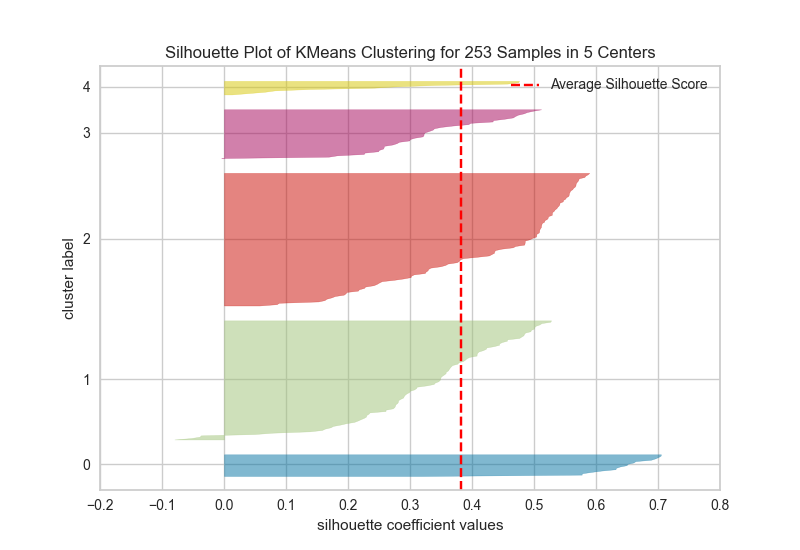 Silhouette Plot of KMeans Clustering for 253 Samples in 5 Centers
Average Silhouette Score
cluster label
4
3
2
1
0
−0.2 −0.1 0.0 0.1 0.2 0.3 0.4 0.5 0.6 0.7 0.8
silhouette coefficient values